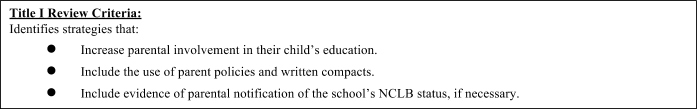 Title I Review Criteria:
Identifies strategies that:
● Increase parental involvement in their child's education.
● Include the use of parent policies and written compacts.
● Include evidence of parental notification of the school's NCLB status, if necessary.